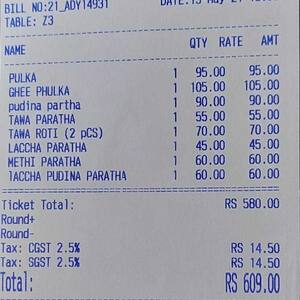 BILL NO:21_ADY14931
TABLE: Z3
NAME QTY RATE AMT
PULKA 1 95.00 95.00
GHEE PHULKA 1 105.00 105.00
pudina partha 1 90.00 90.00
TAWA PARATHA 1 55.00 55.00
TAWA ROTI (2 pCS) 1 70.00 70.00
LACCHA PARATHA 1 45.00 45.00
METHI PARATHA 1 60.00 60.00
lACCHA PUDINA PARATHA 1 60.00 60.00
Ticket Total: RS 580.00
Round+
Round-
Tax: CGST 2.5% RS 14.50
Tax: SGST 2.5% RS 14.50
Total: RS 609.00